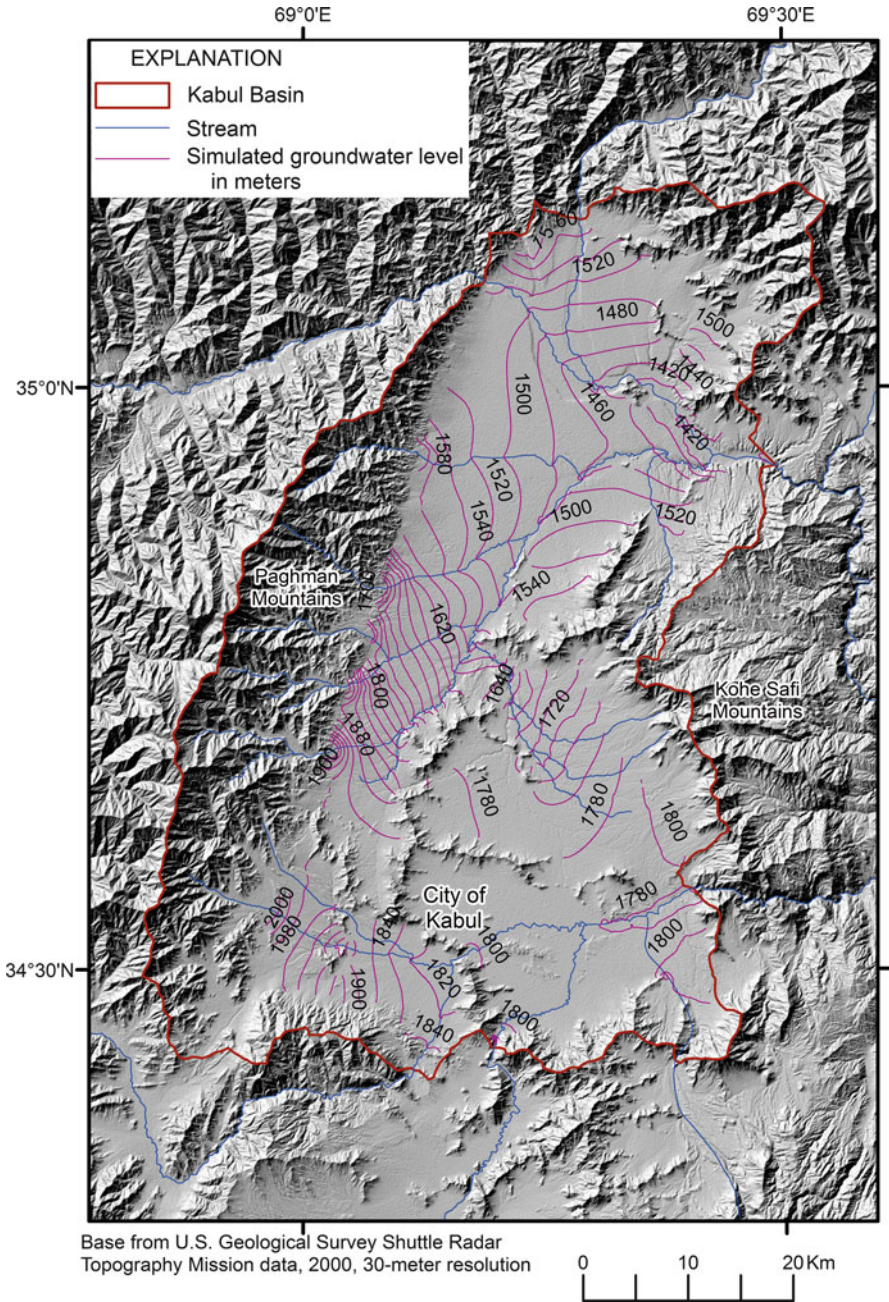 69°0'E
69°30'E
EXPLANATION
Kabul Basin
Stream
Simulated groundwater level
in meters
1520
1480
1500
1420
1440
35°0'N
1500
1460
1420
1580
1520
1540
1500
1520
Paghman
Mountains
1540
1620
1640
1800
1720
Kohe Safi
Mountains
1880
1900
1780
1780
1800
City of
Kabul
1780
2000
1980
1840
1800
1800
34°30'N
1820
1900
1800
1840
Base from U.S. Geological Survey Shuttle Radar
Topography Mission data, 2000, 30-meter resolution
0 10 20 Km